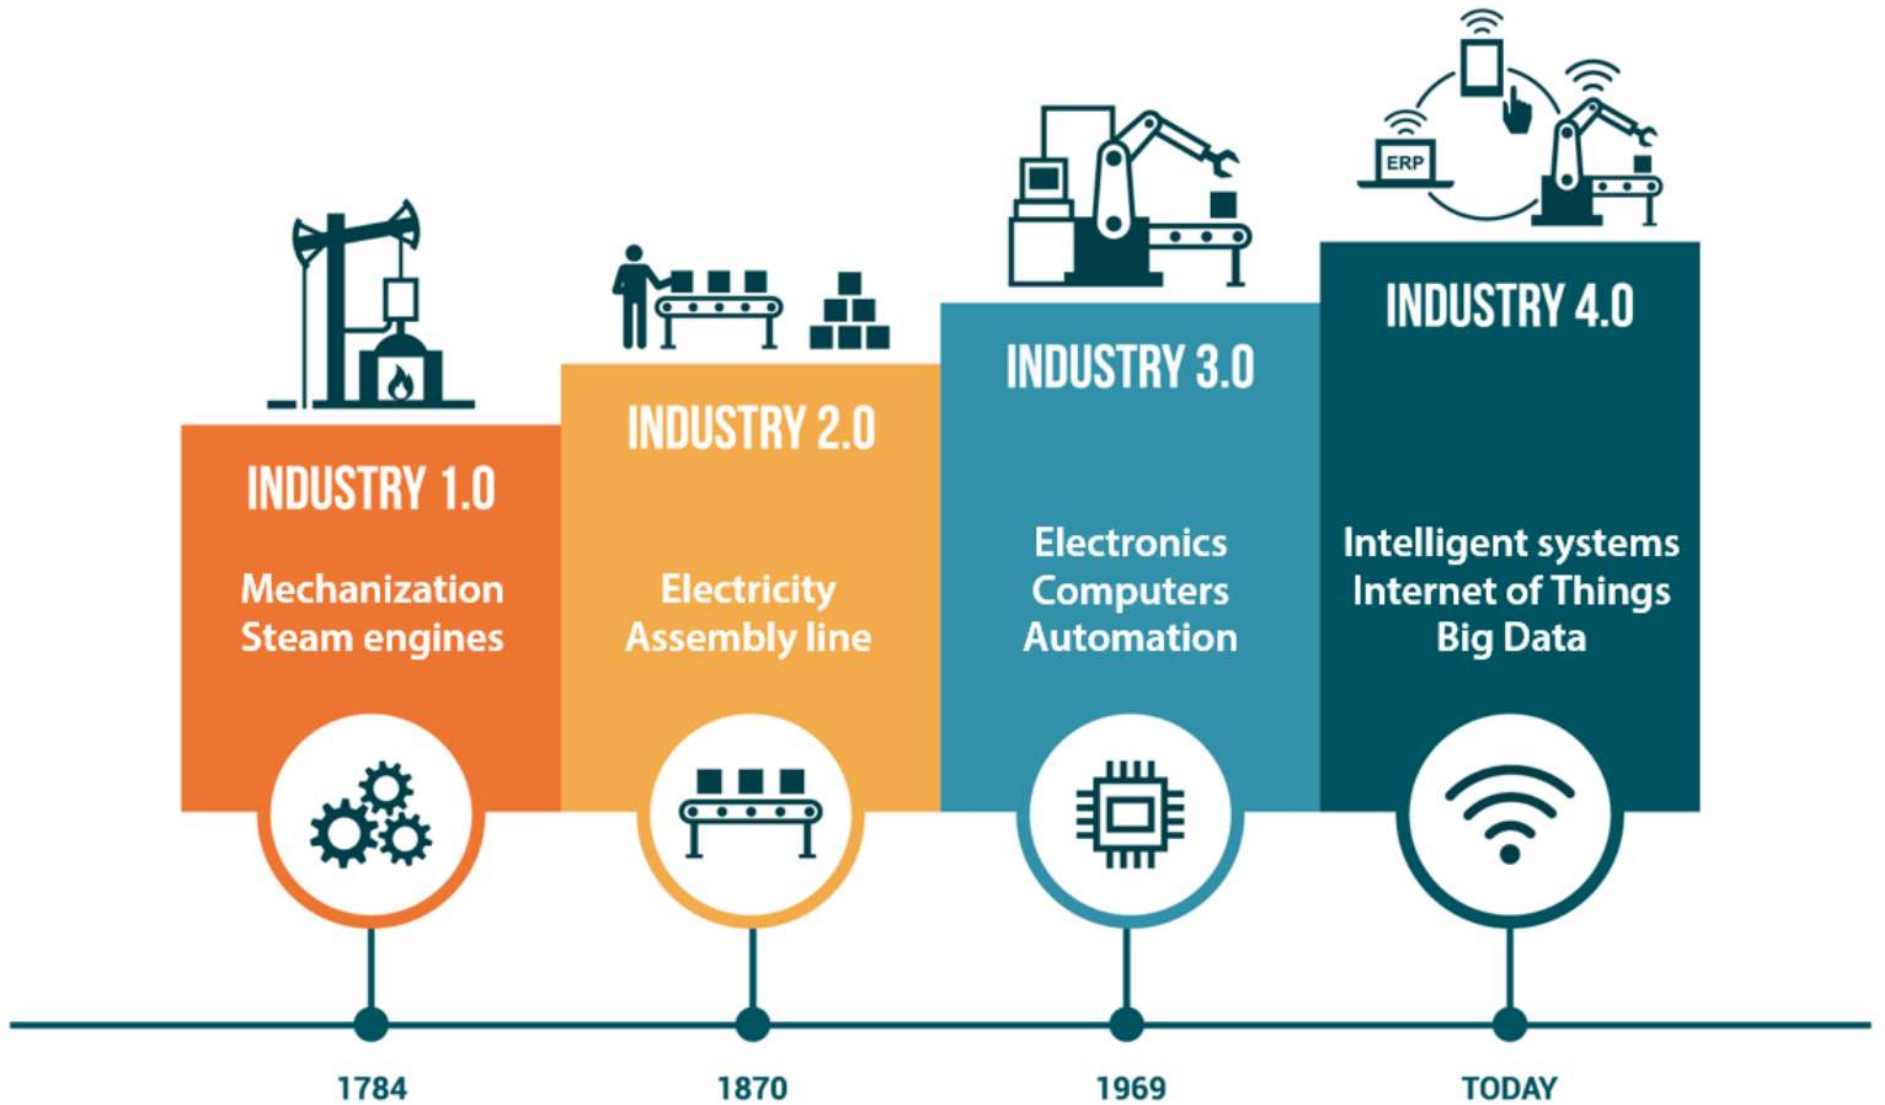 ERP
INDUSTRY 1.0
Mechanization
Steam engines
INDUSTRY 2.0
Electricity
Assembly line
INDUSTRY 3.0
Electronics
Computers
Automation
INDUSTRY 4.0
Intelligent systems
Internet of Things
Big Data
1784
1870
1969
TODAY